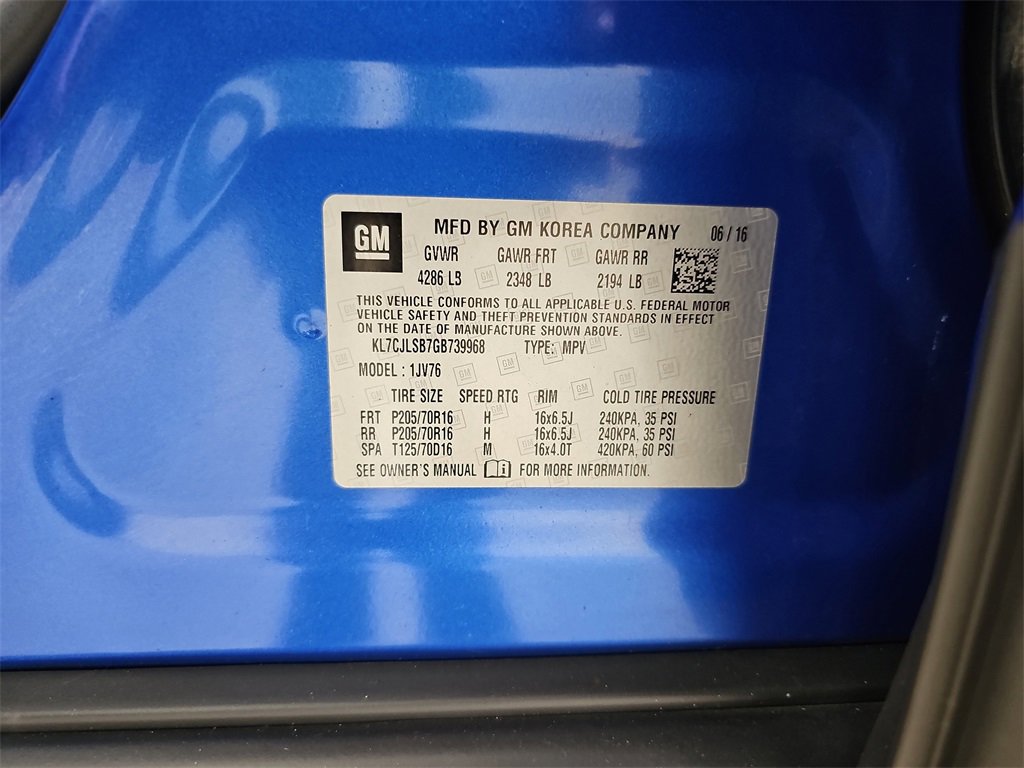 GM MFD BY GM KOREA COMPANY 06 / 16
GVWR GAWR FRT GAWR RR
4286 LB 2348 LB 2194 LB
THIS VEHICLE CONFORMS TO ALL APPLICABLE U.S. FEDERAL MOTOR
VEHICLE SAFETY AND THEFT PREVENTION STANDARDS IN EFFECT
ON THE DATE OF MANUFACTURE SHOWN ABOVE.
KL7CJLSB7GB739968 TYPE: MPV
MODEL : 1JV76
TIRE SIZE SPEED RTG RIM COLD TIRE PRESSURE
FRT P205/70R16 H 16x6.5J 240KPA, 35 PSI
RR P205/70R16 H 16x6.5J 240KPA, 35 PSI
SPA T125/70D16 M 16x4.0T 420KPA, 60 PSI
SEE OWNER'S MANUAL FOR MORE INFORMATION.